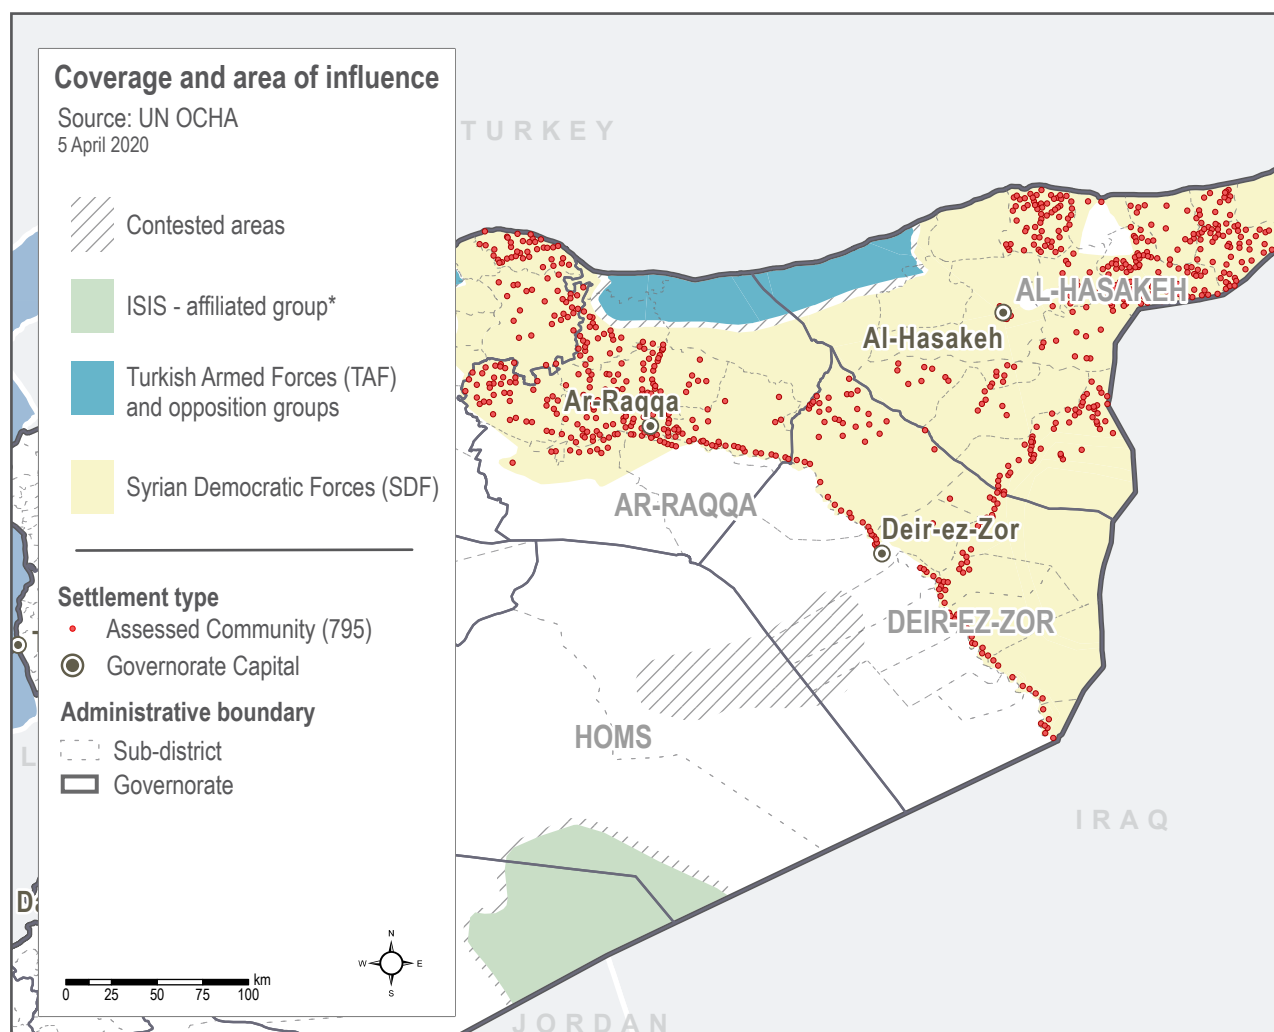 Coverage and area of influence
Source: UN OCHA
5 April 2020
Contested areas
ISIS - affiliated group*
Turkish Armed Forces (TAF)
and opposition groups
Syrian Democratic Forces (SDF)
Settlement type
Assessed Community (795)
Governorate Capital
Administrative boundary
Sub-district
Governorate
N
W
E
S
km
0 25 50 75 100
TURKEY
AL-HASAKEH
Al-Hasakeh
Ar-Raqqa
AR-RAQQA
Deir-ez-Zor
DEIR-EZ-ZOR
HOMS
IRAQ
JORDAN